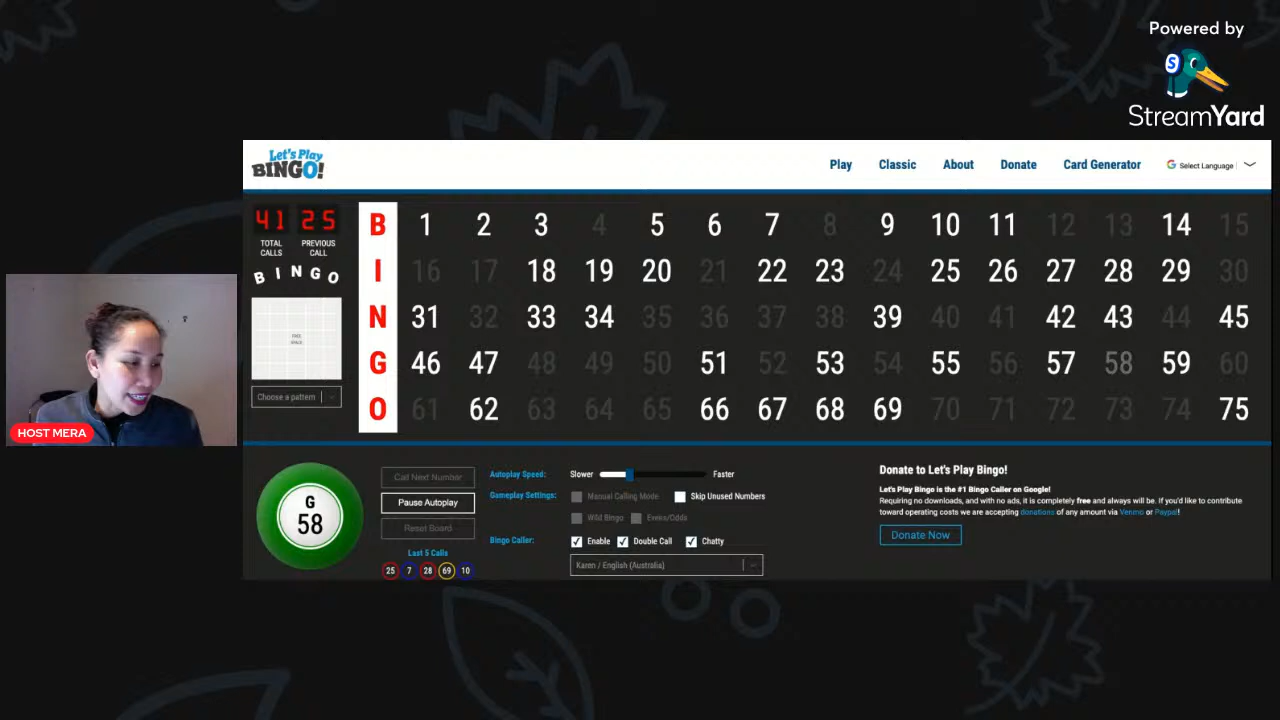 Powered by
StreamYard
Let's Play
BINGO!
Play
Classic
About
Donate
Card Generator
Select Language
41 25
TOTAL CALLS
PREVIOUS CALL
BINGO
FREE SPACE
Choose a pattern
B 1 2 3 4 5 6 7 8 9 10 11 12 13 14 15
I 16 17 18 19 20 21 22 23 24 25 26 27 28 29 30
N 31 32 33 34 35 36 37 38 39 40 41 42 43 44 45
G 46 47 48 49 50 51 52 53 54 55 56 57 58 59 60
O 61 62 63 64 65 66 67 68 69 70 71 72 73 74 75
HOST MERA
G
58
Call Next Number
Pause Autoplay
Reset Board
Last 5 Calls
25 7 28 69 10
Autoplay Speed: Slower Faster
Gameplay Settings: Manual Calling Mode Skip Unused Numbers
Wild Bingo Evens/Odds
Bingo Caller: Enable Double Call Chatty
Karen / English (Australia)
Donate to Let's Play Bingo!
Let's Play Bingo is the #1 Bingo Caller on Google!
Requiring no downloads, and with no ads, it is completely free and always will be. If you'd like to contribute
toward operating costs we are accepting donations of any amount via Venmo or Paypal!
Donate Now